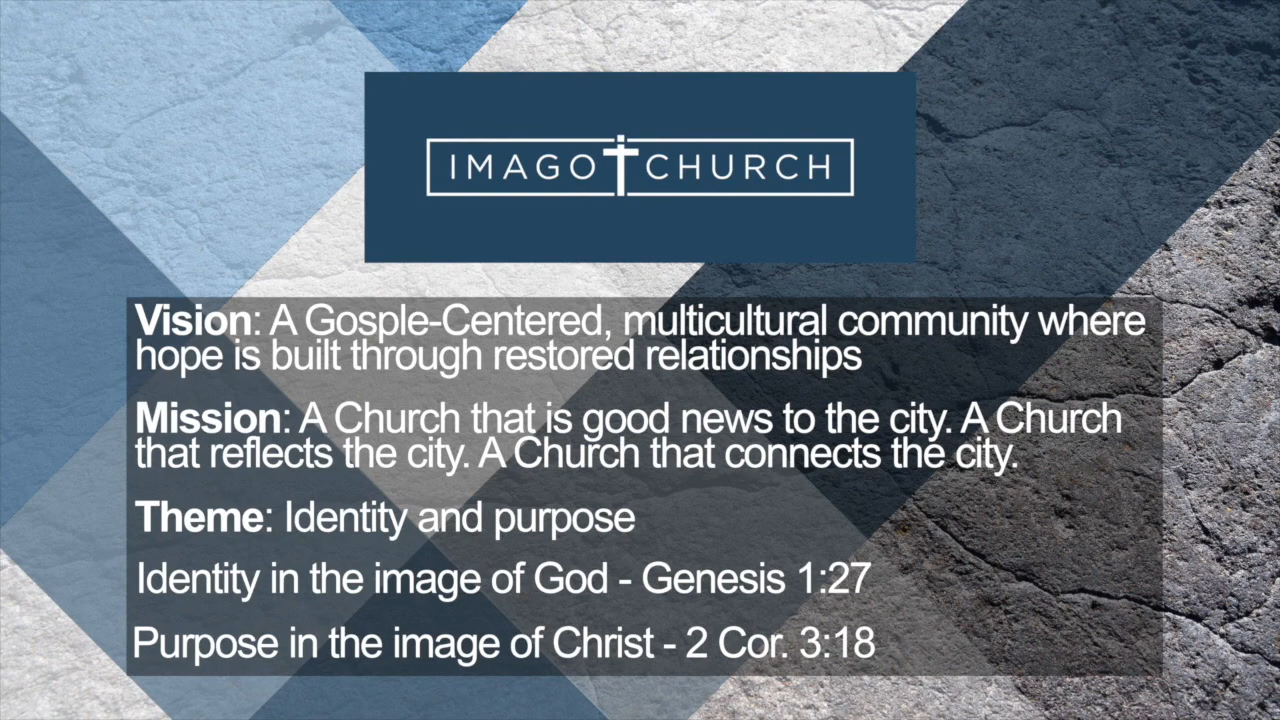 IMAGO CHURCH
Vision: A Gosple-Centered, multicultural community where
hope is built through restored relationships
Mission: A Church that is good news to the city. A Church
that reflects the city. A Church that connects the city.
Theme: Identity and purpose
Identity in the image of God - Genesis 1:27
Purpose in the image of Christ - 2 Cor. 3:18